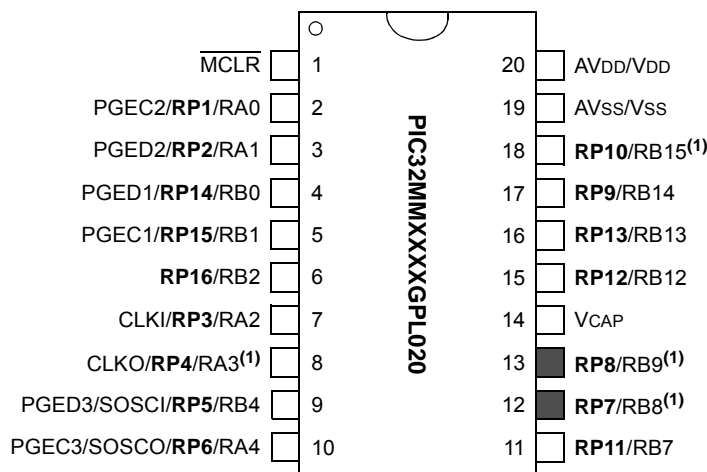 MCLR 1 20 AVDD/VDD
PGEC2/RP1/RA0 2 19 AVSS/VSS
PGED2/RP2/RA1 3 18 RP10/RB15(1)
PGED1/RP14/RB0 4 17 RP9/RB14
PGEC1/RP15/RB1 5 16 RP13/RB13
RP16/RB2 6 15 RP12/RB12
CLKI/RP3/RA2 7 14 VCAP
CLKO/RP4/RA3(1) 8 13 RP8/RB9(1)
PGED3/SOSCI/RP5/RB4 9 12 RP7/RB8(1)
PGEC3/SOSCO/RP6/RA4 10 11 RP11/RB7
PIC32MMXXXXGPL020